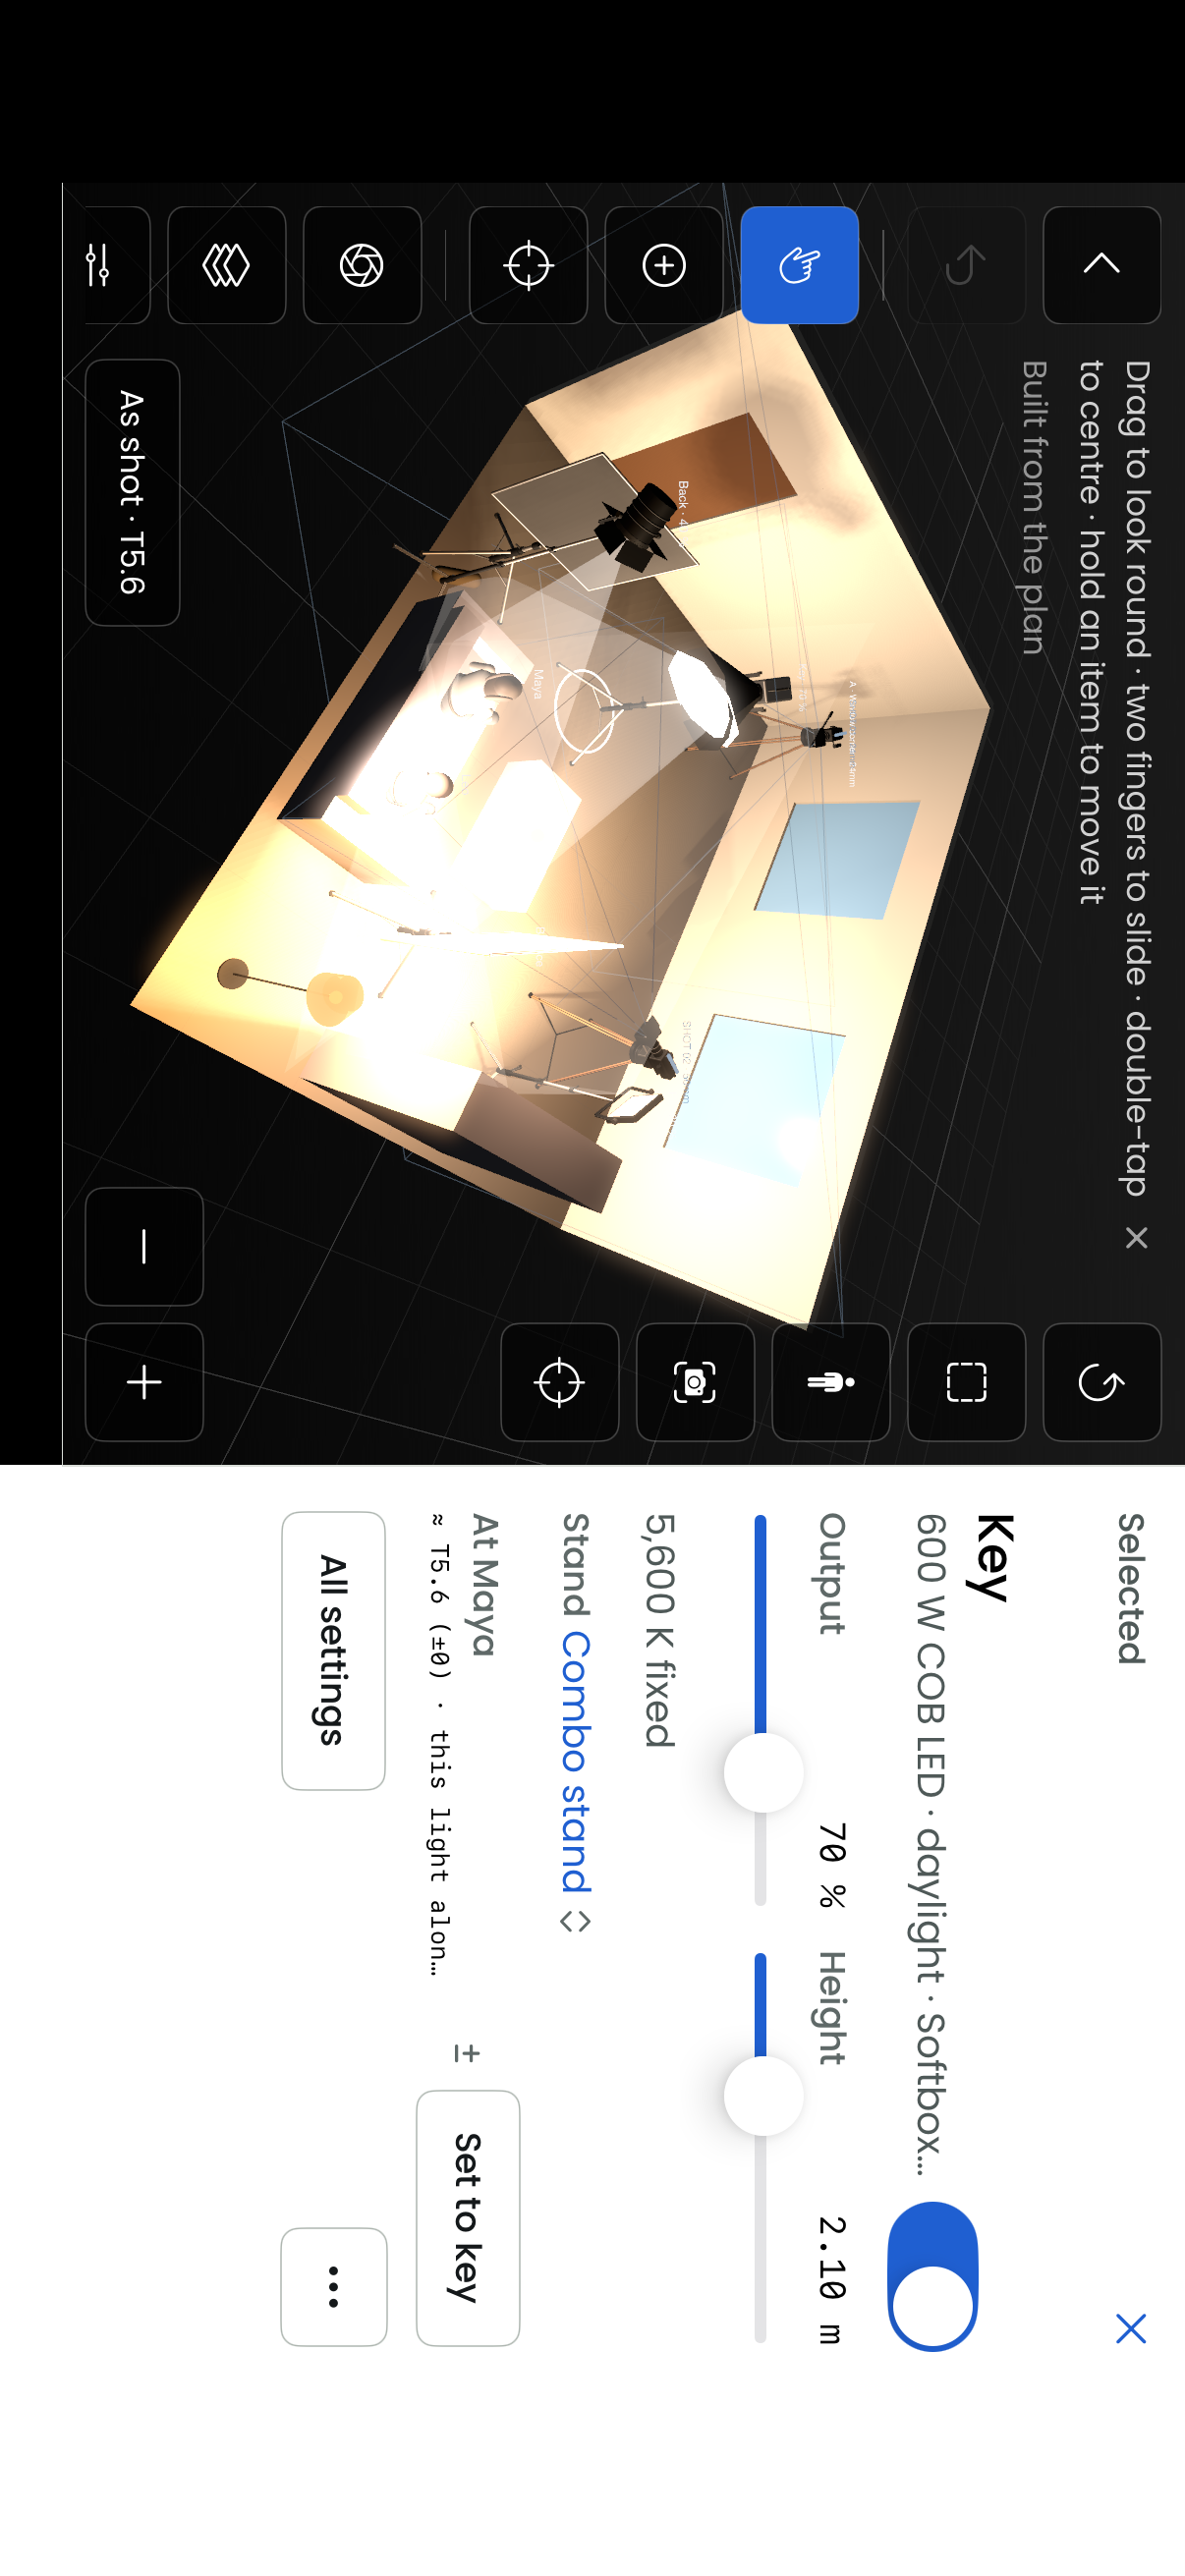 Drag to look round · two fingers to slide · double-tap
to centre · hold an item to move it
Built from the plan
Back · 4
Maya
As shot · T5.6
Selected
Key
600 W COB LED · daylight · Softbox…
Output
70 %
Height
2.10 m
5,600 K fixed
Stand Combo stand
At Maya
≈ T5.6 (±0) · this light alon…
±
Set to key
All settings